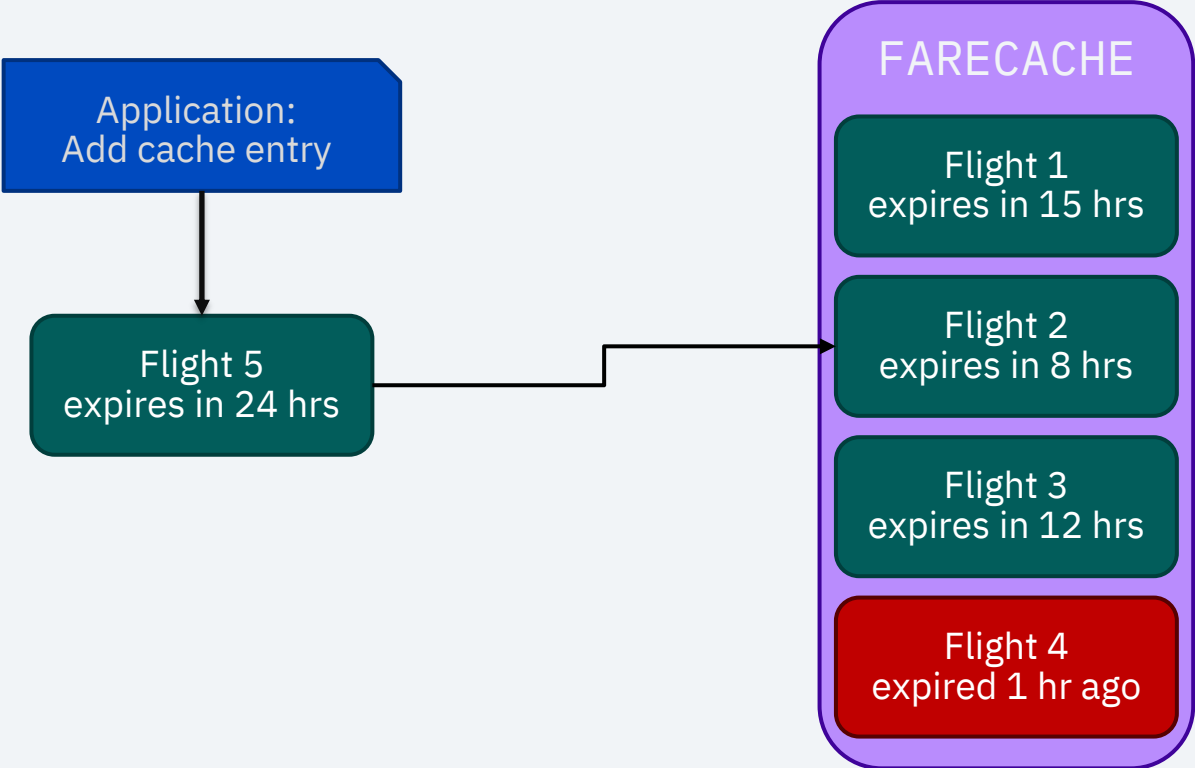 FARECACHE
Application:
Add cache entry
Flight 5
expires in 24 hrs
Flight 1
expires in 15 hrs
Flight 2
expires in 8 hrs
Flight 3
expires in 12 hrs
Flight 4
expired 1 hr ago